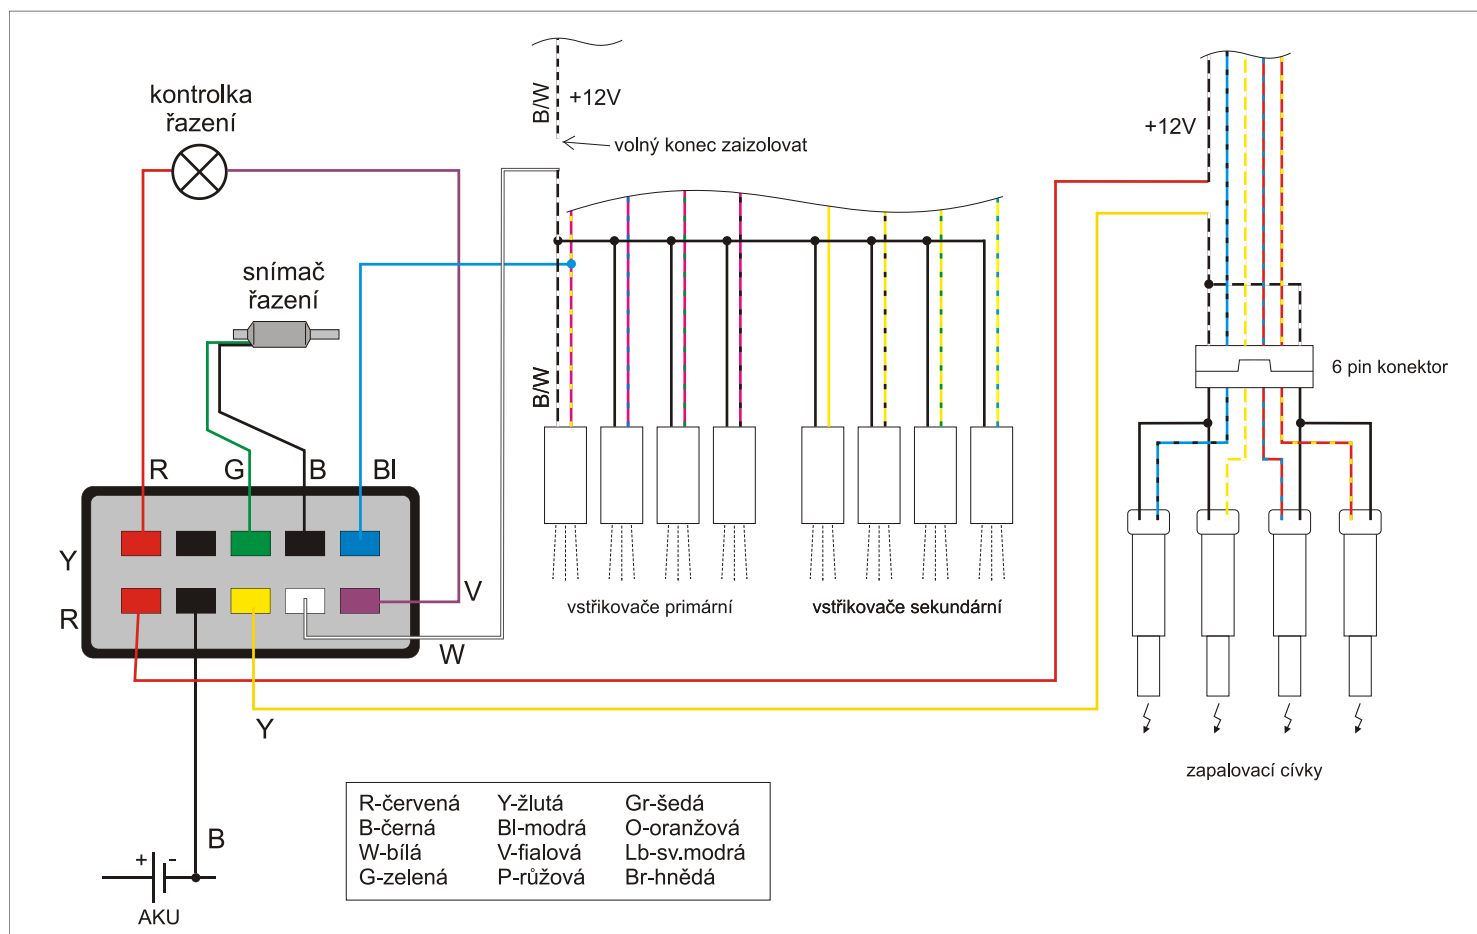 kontrolka
řazení
B/W
+12V
volný konec zaizolovat
+12V
snímač
řazení
B/W
6 pin konektor
R
G
B
Bl
Y
R
V
W
Y
vstřikovače primární
vstřikovače sekundární
zapalovací cívky
R-červená
B-černá
W-bílá
G-zelená
Y-žlutá
Bl-modrá
V-fialová
P-růžová
Gr-šedá
O-oranžová
Lb-sv.modrá
Br-hnědá
B
+ -
AKU